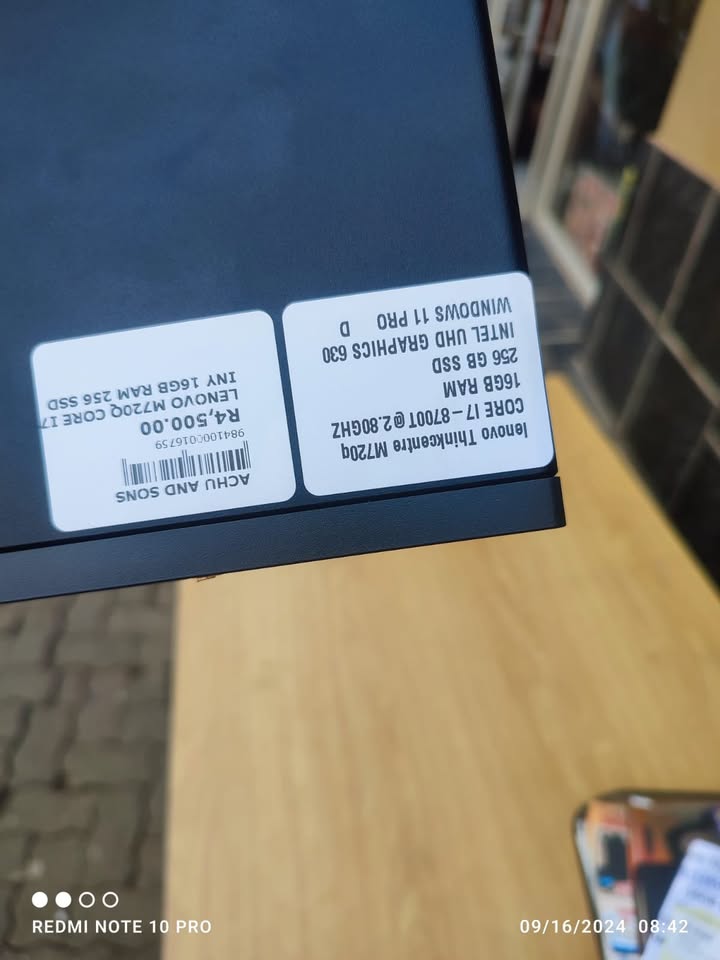 ACHU AND SONS
9841000016759
R4,500.00
LENOVO M720Q CORE I7
INY 16GB RAM 256 SSD
lenovo Thinkcentre M720q
CORE I7 – 8700T @ 2.80GHZ
16GB RAM
256 GB SSD
INTEL UHD GRAPHICS 630
WINDOWS 11 PRO D
REDMI NOTE 10 PRO
09/16/2024 08:42